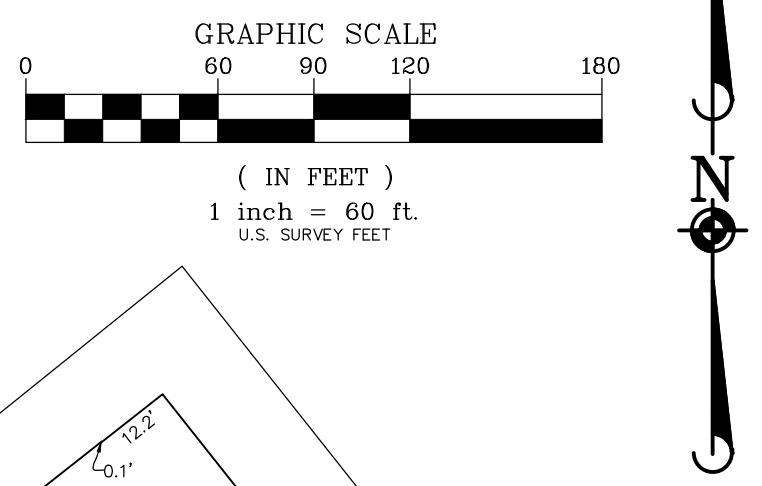 GRAPHIC SCALE
0 60 90 120 180
( IN FEET )
1 inch = 60 ft.
U.S. SURVEY FEET
N
12.2'
0.1'